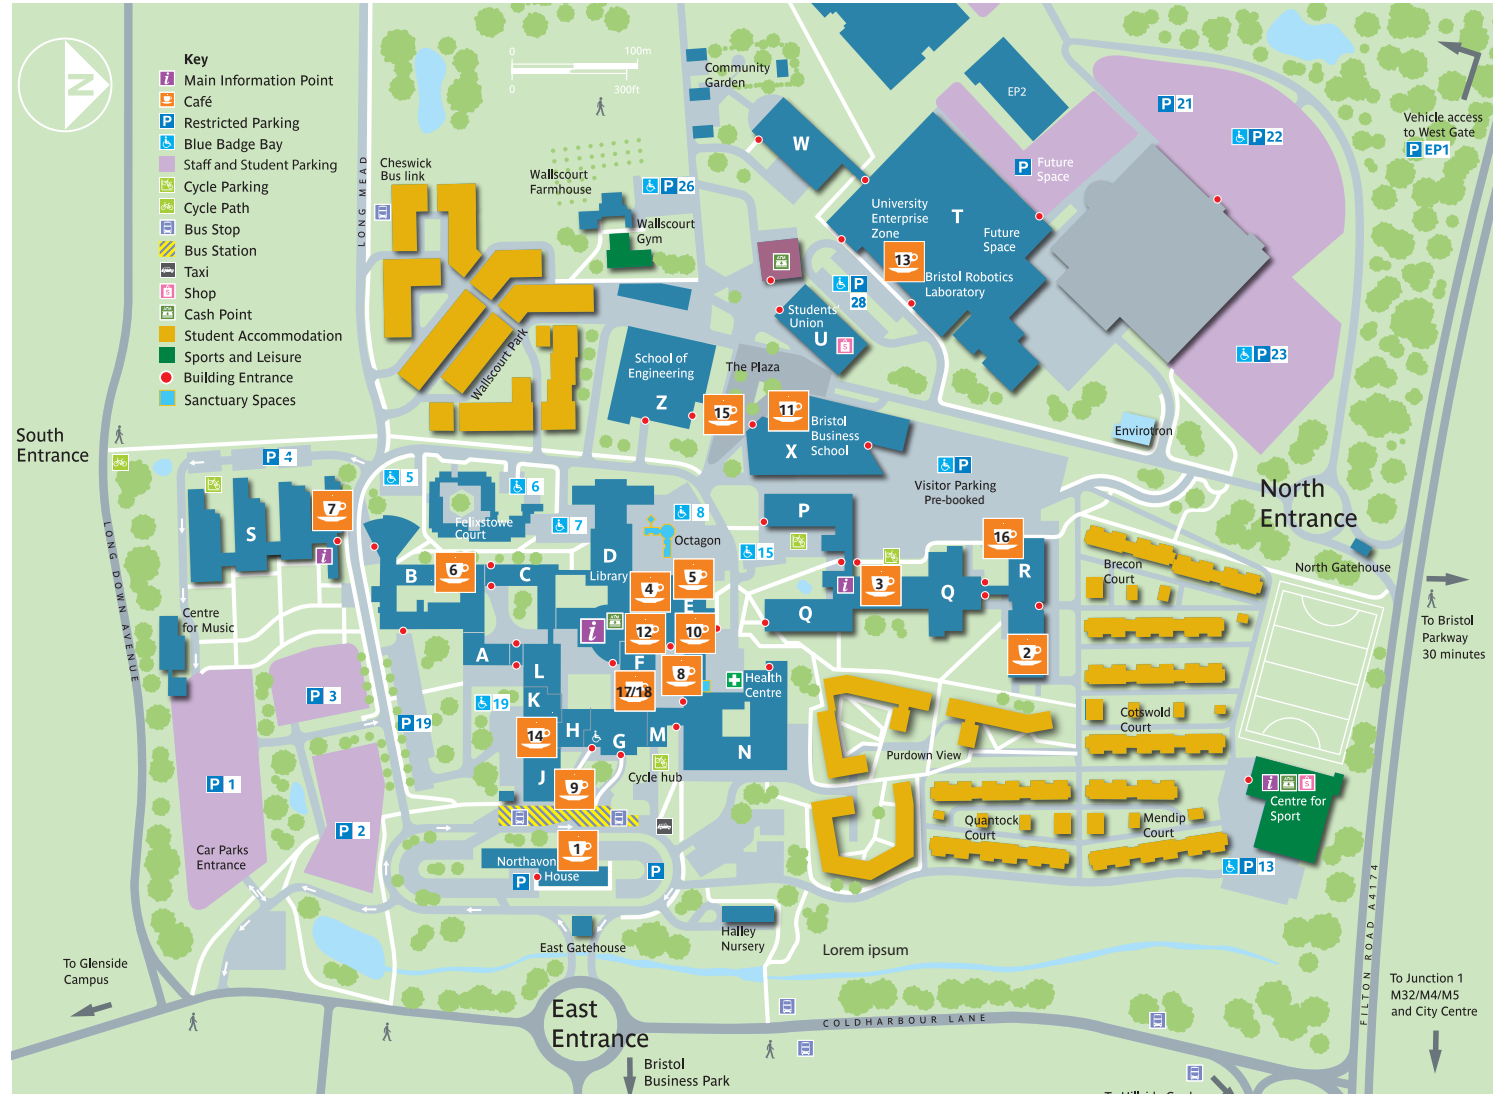 N
Key
i Main Information Point
Café
P Restricted Parking
Blue Badge Bay
Staff and Student Parking
Cycle Parking
Cycle Path
Bus Stop
Bus Station
Taxi
Shop
Cash Point
Student Accommodation
Sports and Leisure
Building Entrance
Sanctuary Spaces
0 100m
0 300ft
Community
Garden
EP2
P 21
P 22
Vehicle access
to West Gate
P EP1
LONG MEAD
Cheswick
Bus link
Wallscourt
Farmhouse
P 26
Wallscourt
Gym
W
University
Enterprise
Zone
T
Future
Space
P Future
Space
13
Bristol Robotics
Laboratory
ATM
P
28
Students'
Union
U
S
P 23
Wallscourt Park
School of
Engineering
Z
The Plaza
15
11
Bristol
Business
School
X
Envirotron
South
Entrance
P 4
5
6
7
S
i
Felixstowe
Court
7
8
Octagon
P
Visitor Parking
Pre-booked
North
Entrance
P
15
16
North Gatehouse
To Bristol
Parkway
30 minutes
LONG DOWN AVENUE
Centre
for Music
B
6
C
D
Library
4
5
E
i
ATM
12
10
F
8
17/18
i
3
Q
Q
R
2
Brecon
Court
Cotswold
Court
A
L
K
14
H
G
M
N
J
Health
Centre
19
P 19
P 3
P 1
P 2
Car Parks
Entrance
9
Cycle hub
1
Northavon
House
P
P
Purdown View
Quantock
Court
Mendip
Court
i ATM S
Centre for
Sport
P 13
East Gatehouse
Halley
Nursery
Lorem ipsum
To Glenside
Campus
East
Entrance
Bristol
Business Park
COLDHARBOUR LANE
FILTON ROAD A4174
To Junction 1
M32/M4/M5
and City Centre